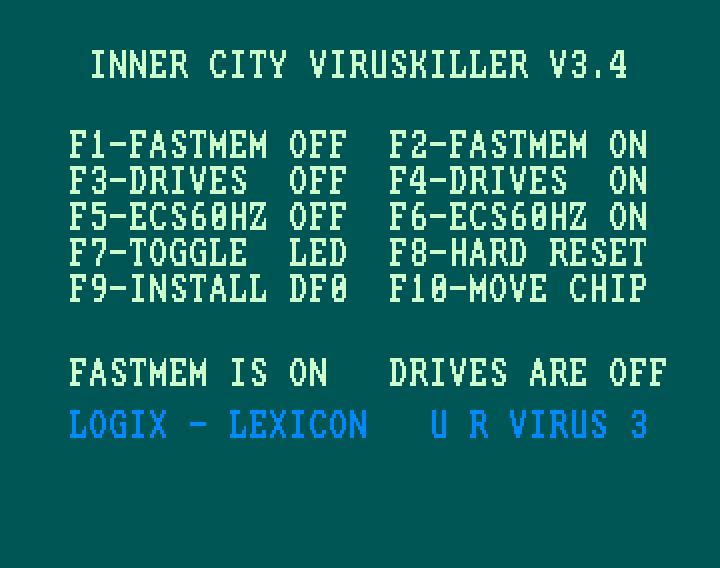 INNER CITY VIRUSKILLER V3.4
F1-FASTMEM OFF  F2-FASTMEM ON
F3-DRIVES  OFF  F4-DRIVES  ON
F5-ECS60HZ OFF  F6-ECS60HZ ON
F7-TOGGLE  LED  F8-HARD RESET
F9-INSTALL DF0  F10-MOVE CHIP
FASTMEM IS ON   DRIVES ARE OFF
LOGIX - LEXICON   U R VIRUS 3